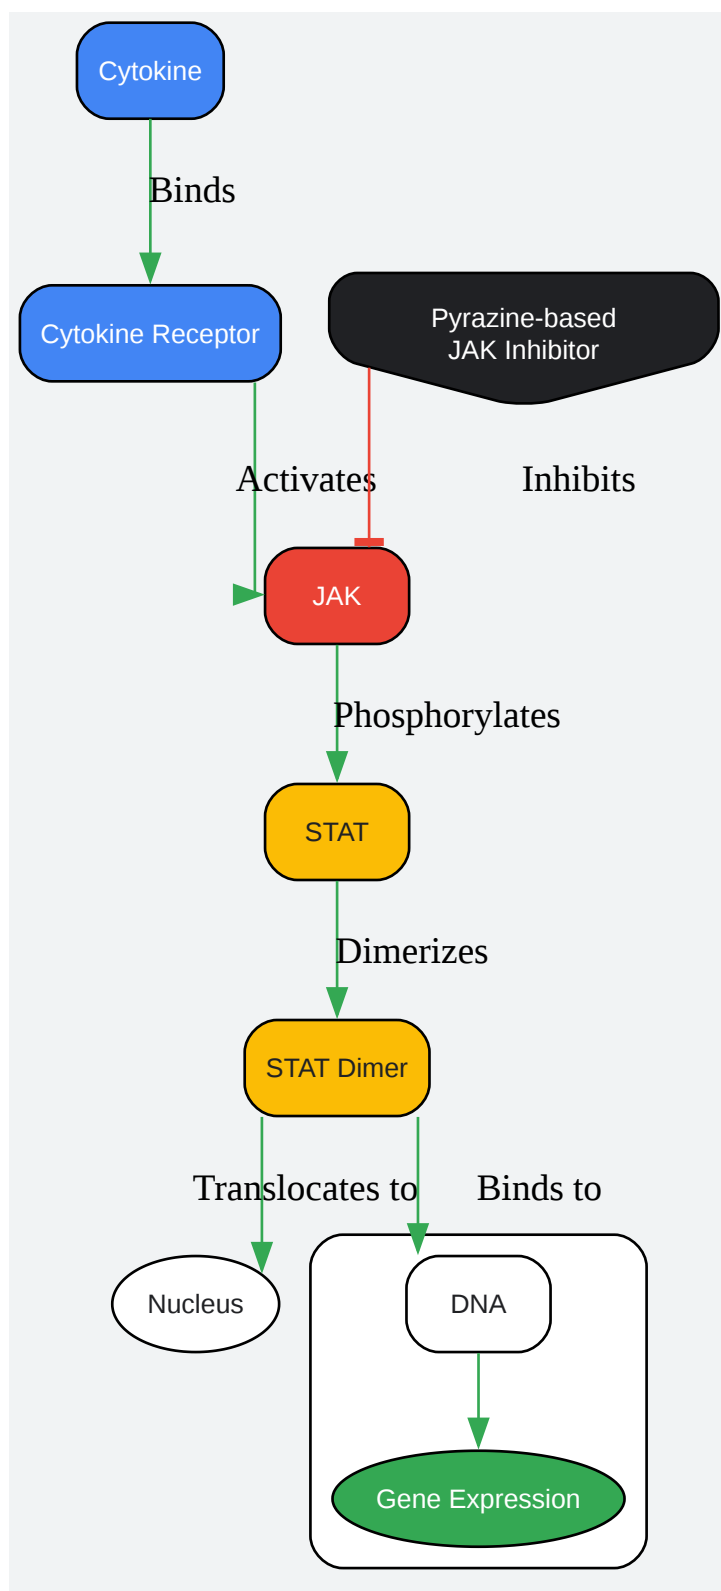 Cytokine
Binds
Cytokine Receptor
Pyrazine-based
JAK Inhibitor
Activates
Inhibits
JAK
Phosphorylates
STAT
Dimerizes
STAT Dimer
Translocates to
Binds to
Nucleus
DNA
Gene Expression